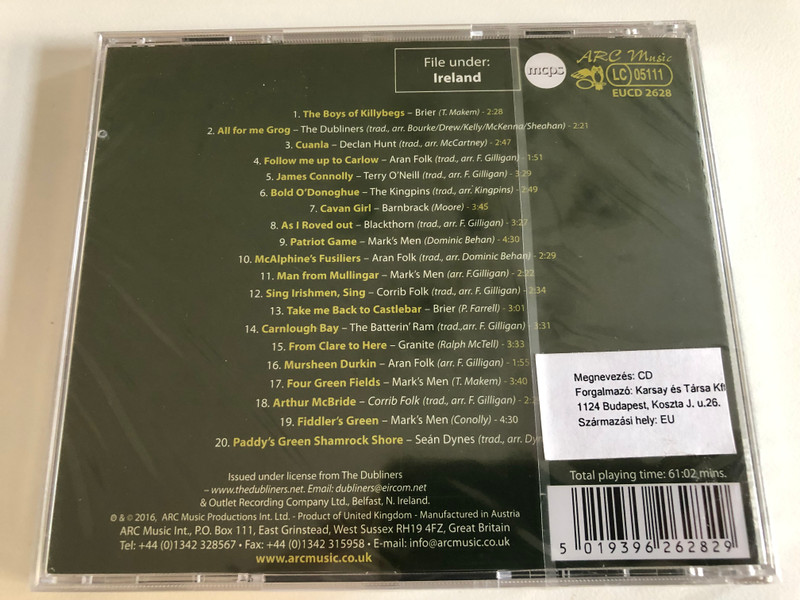 File under:
Ireland
mcps
ARC Music
LC 05111
EUCD 2628
1. The Boys of Killybegs – Brier (T. Makem) - 2:28
2. All for me Grog – The Dubliners (trad., arr. Bourke/Drew/Kelly/McKenna/Sheahan) - 2:21
3. Cuanla – Declan Hunt (trad., arr. McCartney) - 2:47
4. Follow me up to Carlow – Aran Folk (trad., arr. F. Gilligan) - 1:51
5. James Connolly – Terry O'Neill (trad., arr. F. Gilligan) - 3:29
6. Bold O'Donoghue – The Kingpins (trad., arr. Kingpins) - 2:49
7. Cavan Girl – Barnbrack (Moore) - 3:45
8. As I Roved out – Blackthorn (trad., arr. F. Gilligan) - 3:27
9. Patriot Game – Mark's Men (Dominic Behan) - 4:30
10. McAlphine's Fusiliers – Aran Folk (trad., arr. Dominic Behan) - 2:29
11. Man from Mullingar – Mark's Men (arr. F.Gilligan) - 2:22
12. Sing Irishmen, Sing – Corrib Folk (trad., arr. F. Gilligan) - 2:34
13. Take me Back to Castlebar – Brier (P. Farrell) - 3:01
14. Carnlough Bay – The Batterin' Ram (trad.,arr. F. Gilligan) - 3:31
15. From Clare to Here – Granite (Ralph McTell) - 3:33
16. Mursheen Durkin – Aran Folk (arr. F. Gilligan) - 1:55
17. Four Green Fields – Mark's Men (T. Makem) - 3:40
18. Arthur McBride – Corrib Folk (trad., arr. F. Gilligan) -
19. Fiddler's Green – Mark's Men (Conolly) - 4:30
20. Paddy's Green Shamrock Shore – Seán Dynes (trad., arr.
Megnevezés: CD
Forgalmazó: Karsay és Társa Kft
1124 Budapest, Koszta J. u.26.
Származási hely: EU
Total playing time: 61:02 mins.
Issued under license from The Dubliners
– www.thedubliners.net. Email: dubliners@eircom.net
& Outlet Recording Company Ltd., Belfast, N. Ireland.
℗ & © 2016, ARC Music Productions Int. Ltd. - Product of United Kingdom - Manufactured in Austria
ARC Music Int., P.O. Box 111, East Grinstead, West Sussex RH19 4FZ, Great Britain
Tel: +44 (0)1342 328567 • Fax: +44 (0)1342 315958 • E-mail: info@arcmusic.co.uk
www.arcmusic.co.uk
5 019396 262829